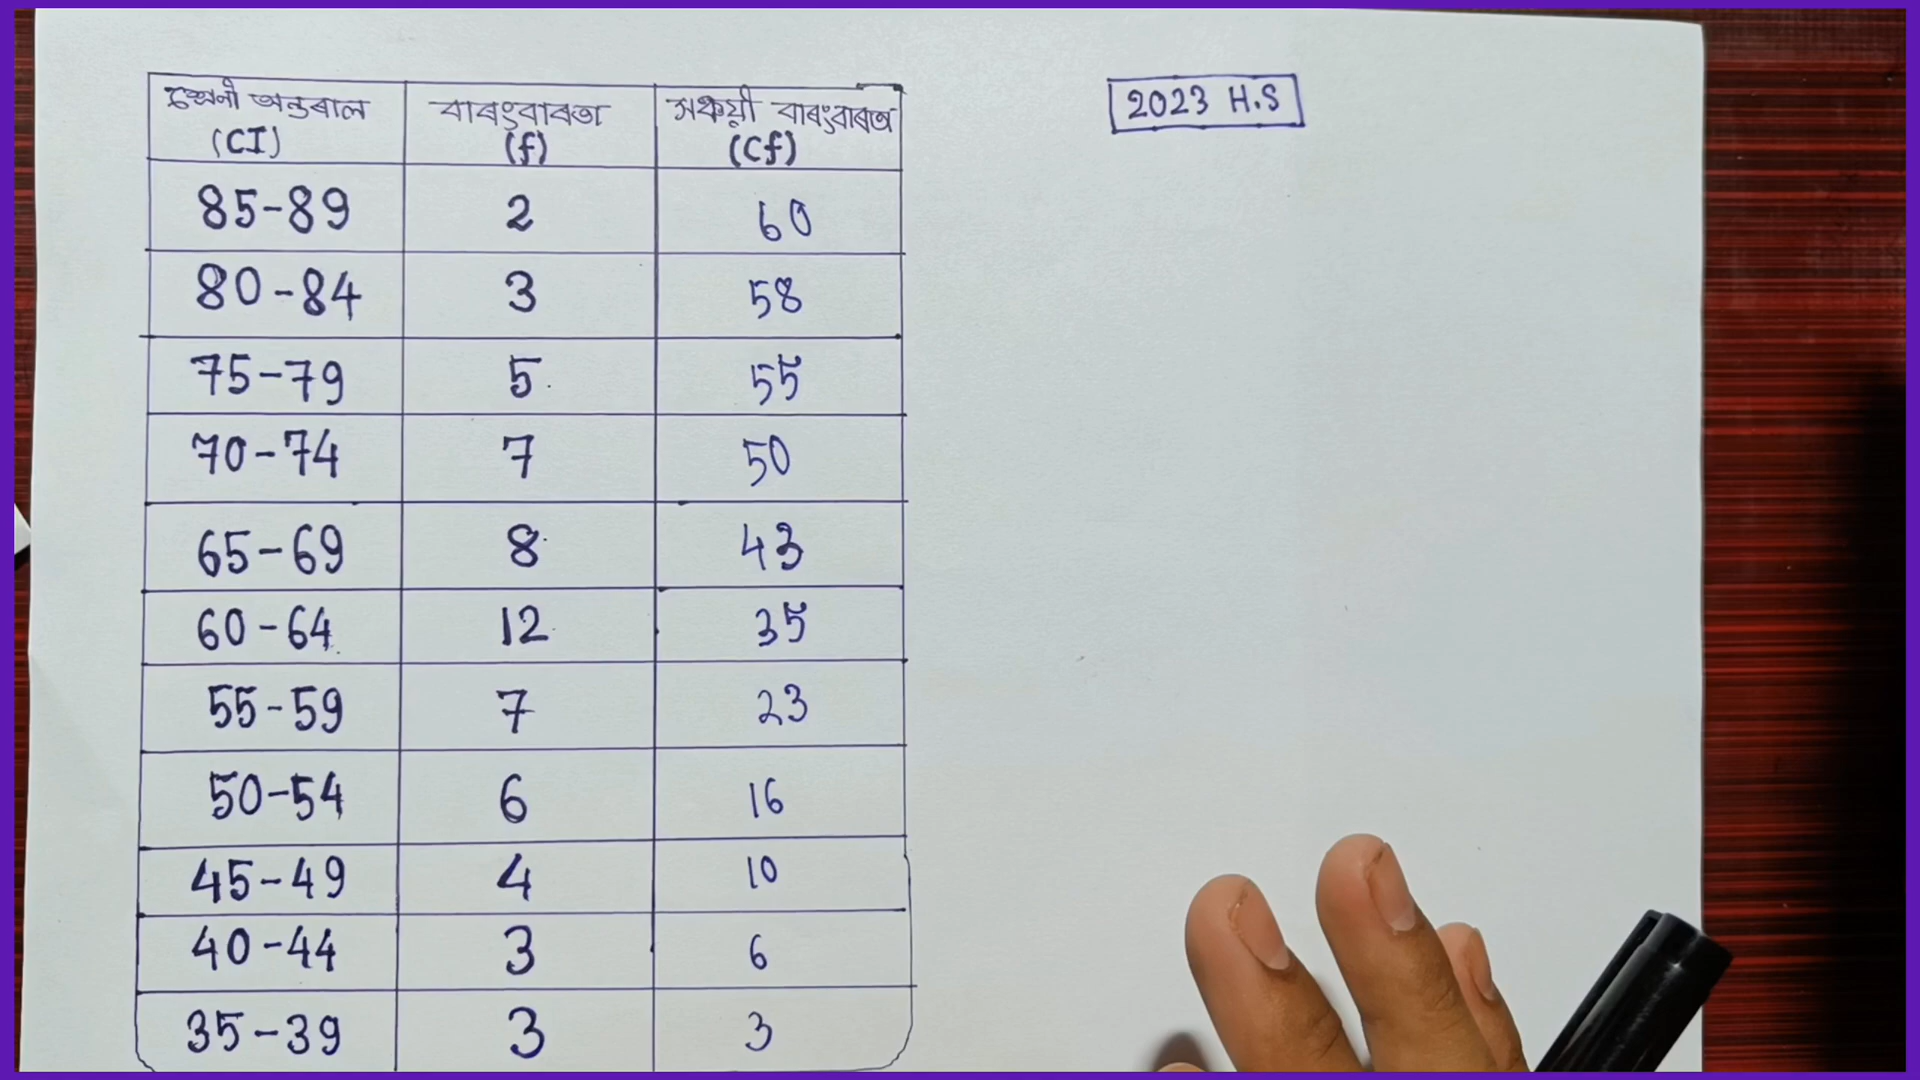 শ্ৰেণী অন্তৰাল বাৰংবাৰতা সঞ্চয়ী বাৰংবাৰতা
(CI) (f) (Cf)
85-89 2 60
80-84 3 58
75-79 5 55
70-74 7 50
65-69 8 43
60-64 12 35
55-59 7 23
50-54 6 16
45-49 4 10
40-44 3 6
35-39 3 3
2023 H.S